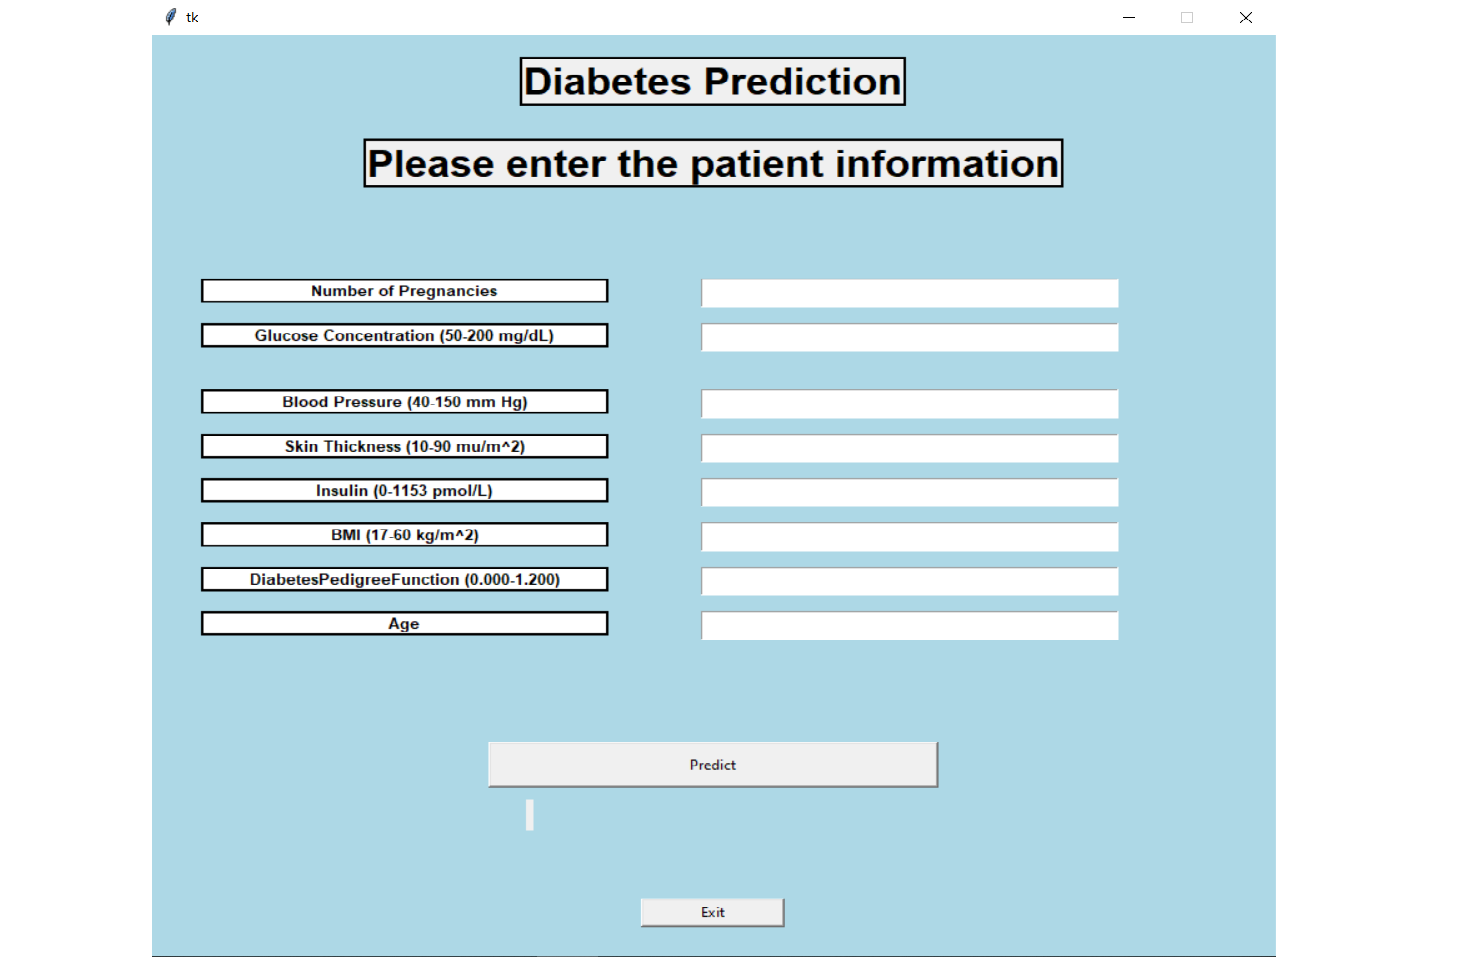 tk
Diabetes Prediction
Please enter the patient information
Number of Pregnancies
Glucose Concentration (50-200 mg/dL)
Blood Pressure (40-150 mm Hg)
Skin Thickness (10-90 mu/m^2)
Insulin (0-1153 pmol/L)
BMI (17-60 kg/m^2)
DiabetesPedigreeFunction (0.000-1.200)
Age
Predict
Exit